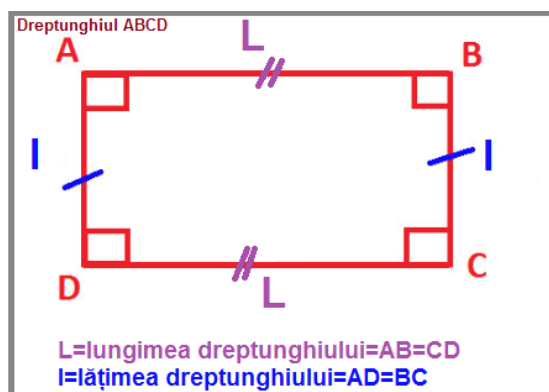 Dreptunghiul ABCD
A
L
B
l
l
D
L
C
L=lungimea dreptunghiului=AB=CD
l=lățimea dreptunghiului=AD=BC